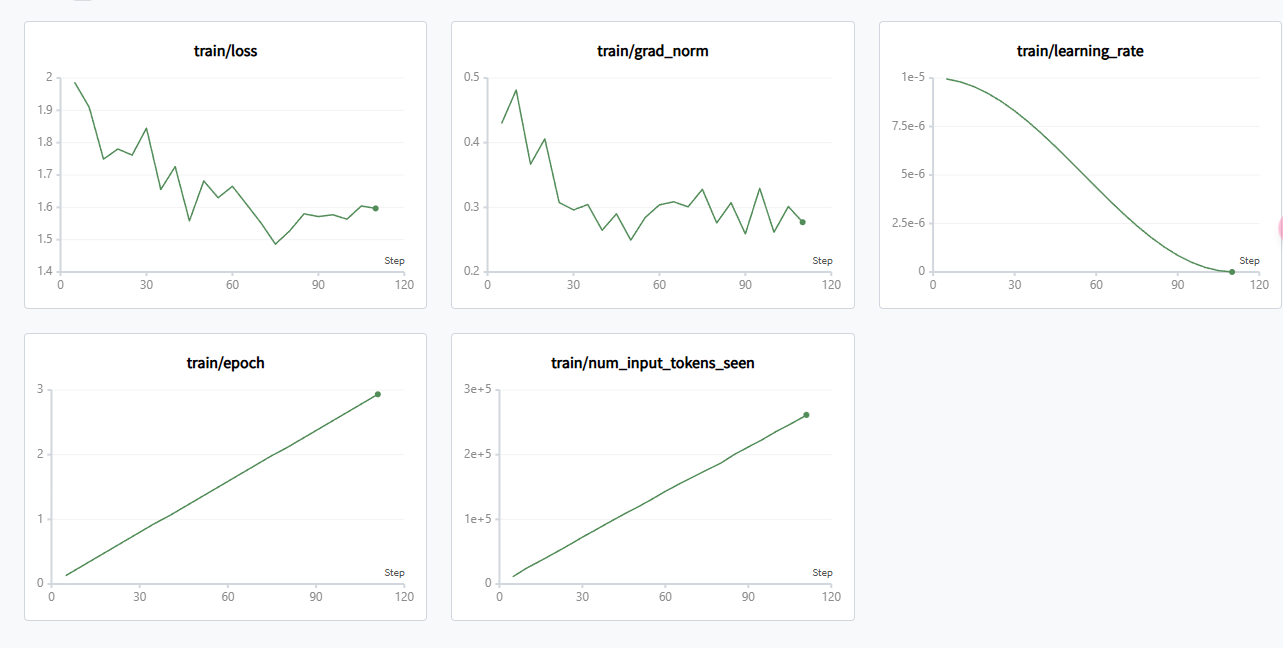 train/loss
2
1.9
1.8
1.7
1.6
1.5
1.4
Step
0 30 60 90 120
train/grad_norm
0.5
0.4
0.3
0.2
Step
0 30 60 90 120
train/learning_rate
1e-5
7.5e-6
5e-6
2.5e-6
0
Step
0 30 60 90 120
train/epoch
3
2
1
0
Step
0 30 60 90 120
train/num_input_tokens_seen
3e+5
2e+5
1e+5
0
Step
0 30 60 90 120